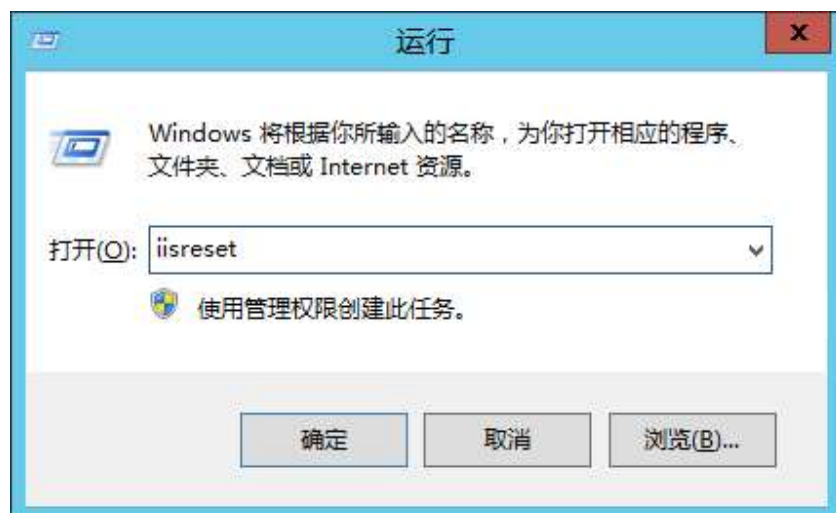 运行
Windows 将根据你所输入的名称，为你打开相应的程序、
文件夹、文档或 Internet 资源。
打开(O): iisreset
使用管理权限创建此任务。
确定 取消 浏览(B)...